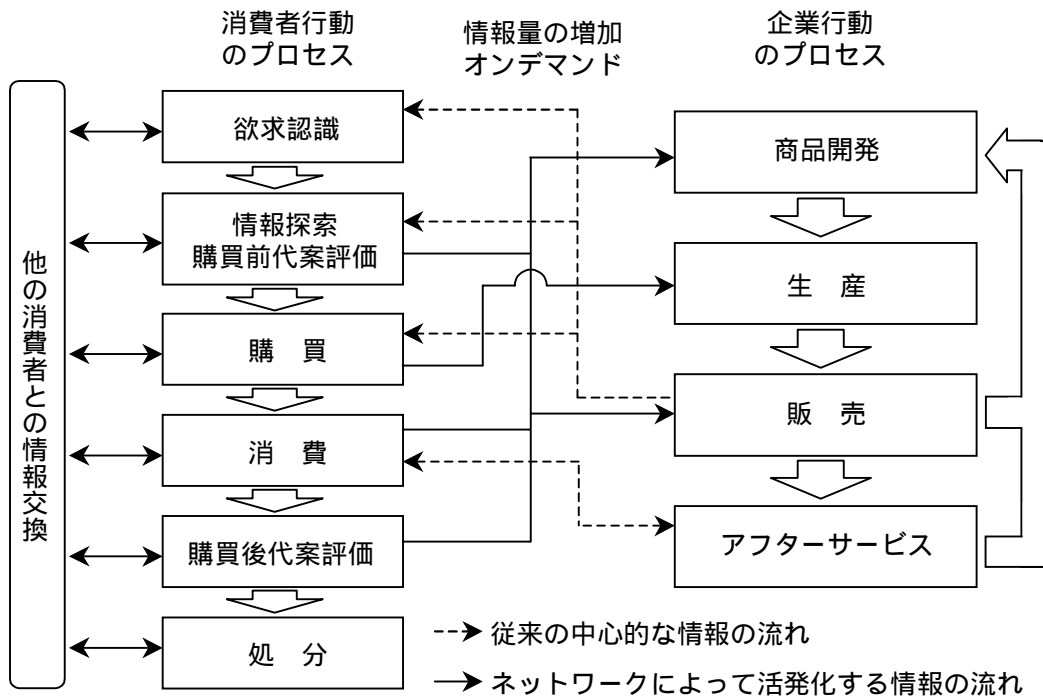 消費者行動
のプロセス
情報量の増加
オンデマンド
企業行動
のプロセス
他の消費者との情報交換
欲求認識
情報探索
購買前代案評価
購 買
消 費
購買後代案評価
処 分
商品開発
生 産
販 売
アフターサービス
従来の中心的な情報の流れ
ネットワークによって活発化する情報の流れ